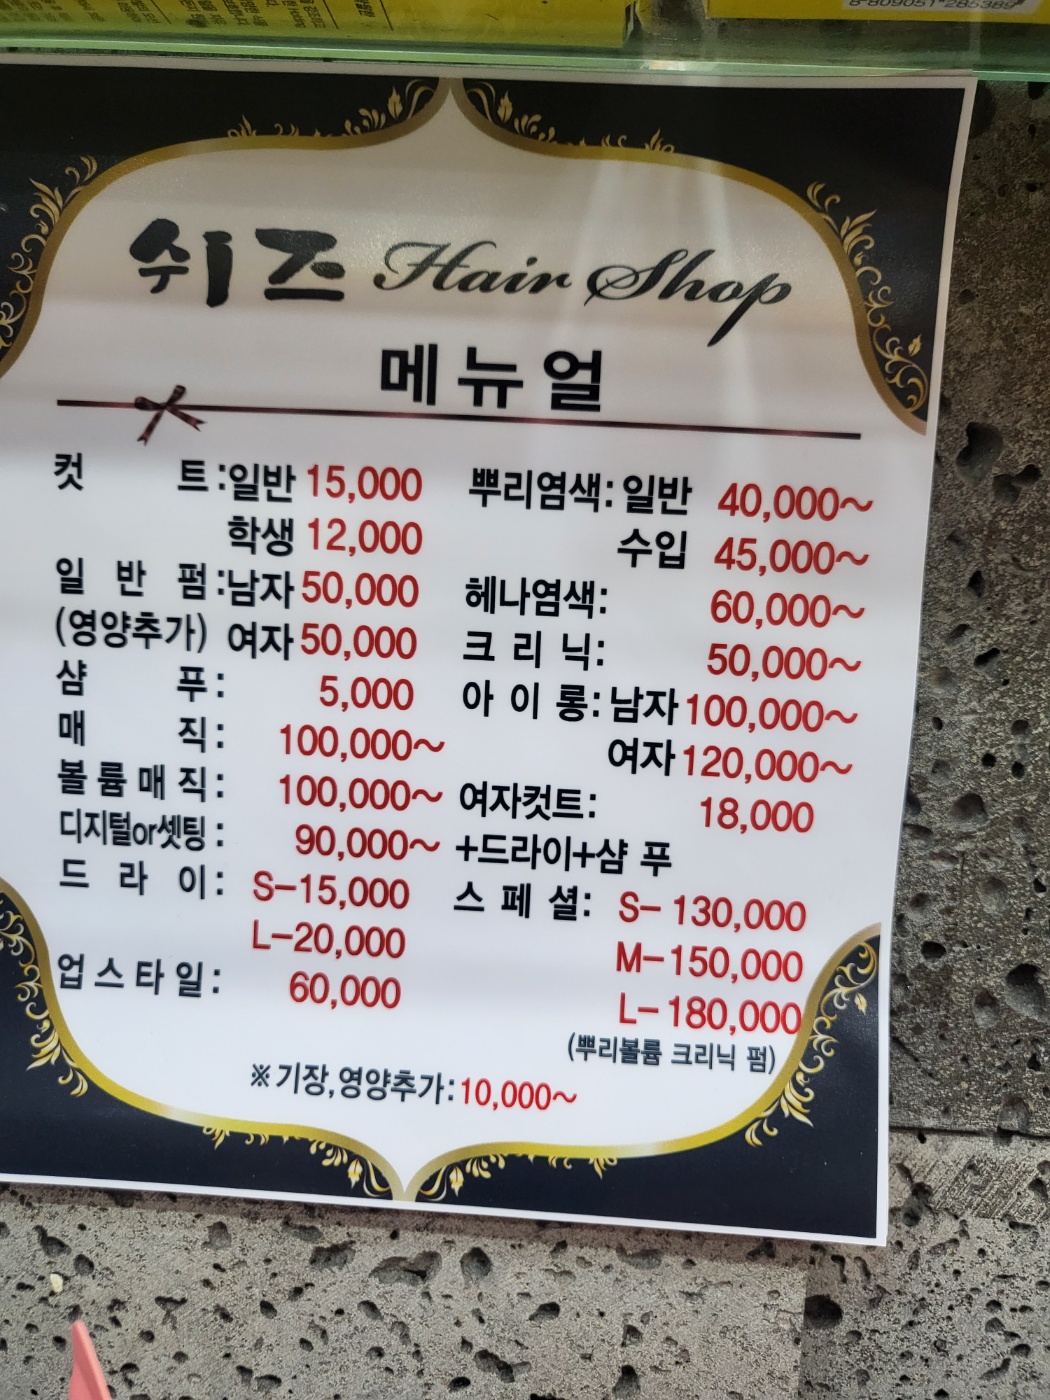 8-809051-285389
쉬즈 Hair Shop
메뉴얼
컷 트:일반 15,000
학생 12,000
일 반 펌:남자 50,000
(영양추가) 여자 50,000
샴 푸: 5,000
매 직: 100,000~
볼륨매직: 100,000~
디지털or셋팅: 90,000~
드 라 이: S-15,000
L-20,000
업스타일: 60,000
뿌리염색: 일반 40,000~
수입 45,000~
헤나염색: 60,000~
크 리 닉: 50,000~
아 이 롱: 남자 100,000~
여자 120,000~
여자컷트: 18,000
+드라이+샴 푸
스 페 셜: S- 130,000
M-150,000
L- 180,000
(뿌리볼륨 크리닉 펌)
※기장,영양추가:10,000~